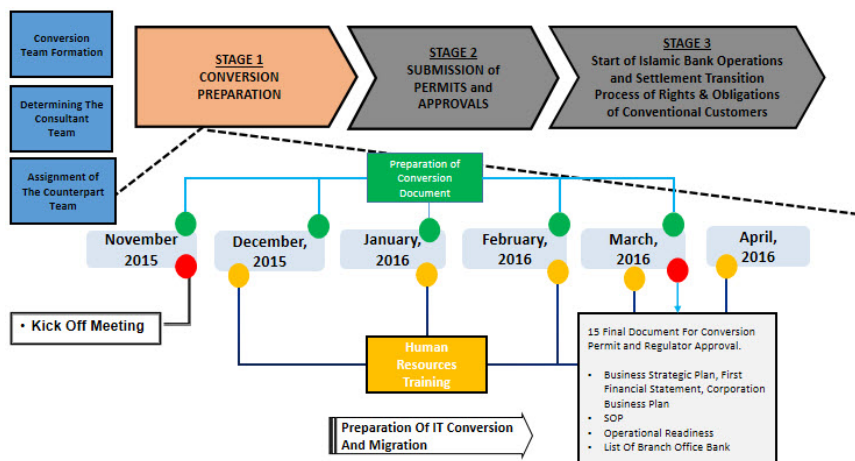 Conversion
Team Formation
Determining The
Consultant
Team
Assignment of
The Counterpart
Team
STAGE 1
CONVERSION
PREPARATION
STAGE 2
SUBMISSION of
PERMITS and
APPROVALS
STAGE 3
Start of Islamic Bank Operations
and Settlement Transition
Process of Rights & Obligations
of Conventional Customers
Preparation of
Conversion
Document
November
2015
December,
2015
January,
2016
February,
2016
March,
2016
April,
2016
• Kick Off Meeting
Human
Resources
Training
Preparation Of IT Conversion
And Migration
15 Final Document For Conversion
Permit and Regulator Approval.
• Business Strategic Plan, First
Financial Statement, Corporation
Business Plan
• SOP
• Operational Readiness
• List Of Branch Office Bank